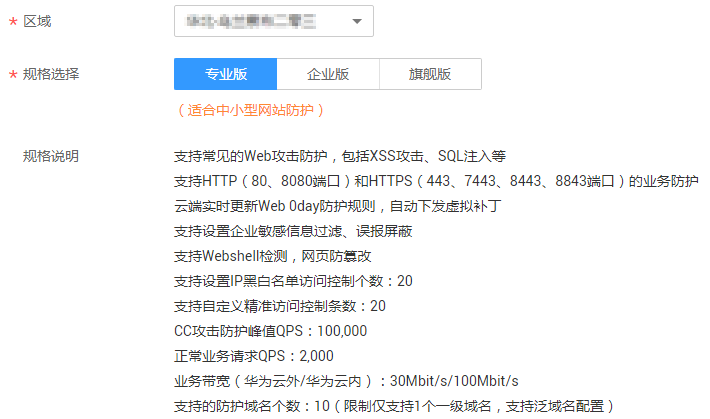 * 区域
* 规格选择 专业版 企业版 旗舰版
（适合中小型网站防护）
规格说明 支持常见的Web攻击防护，包括XSS攻击、SQL注入等
支持HTTP（80、8080端口）和HTTPS（443、7443、8443、8843端口）的业务防护
云端实时更新Web 0day防护规则，自动下发虚拟补丁
支持设置企业敏感信息过滤、误报屏蔽
支持Webshell检测，网页防篡改
支持设置IP黑白名单访问控制个数：20
支持自定义精准访问控制条数：20
CC攻击防护峰值QPS：100,000
正常业务请求QPS：2,000
业务带宽（华为云外/华为云内）：30Mbit/s/100Mbit/s
支持的防护域名个数：10（限制仅支持1个一级域名，支持泛域名配置）